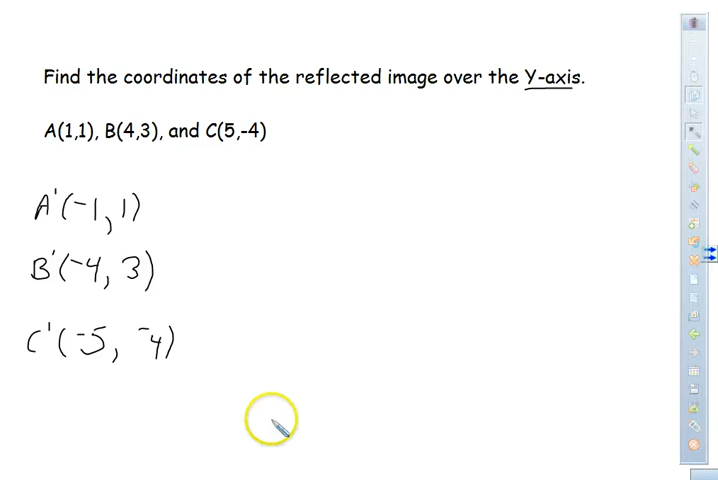 Find the coordinates of the reflected image over the Y-axis.
A(1,1), B(4,3), and C(5,-4)
A'(-1, 1)
B'(-4, 3)
C'(-5, -4)